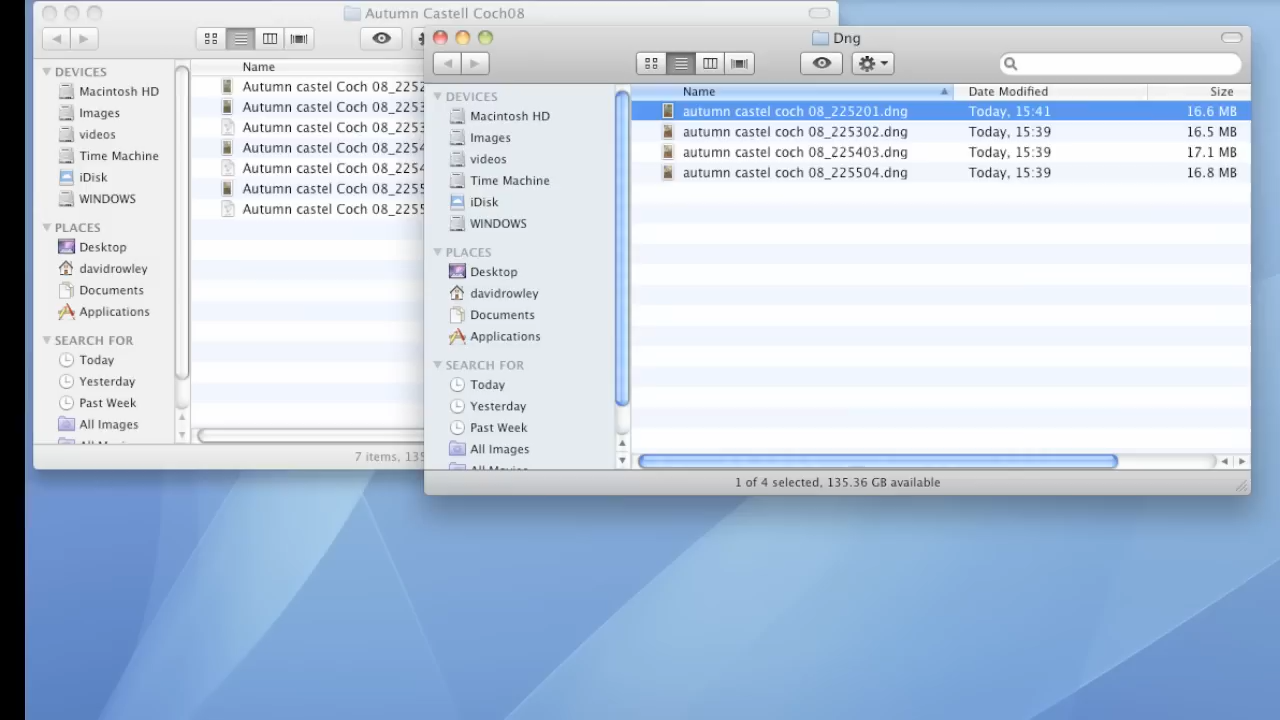 Autumn Castell Coch08
Name
DEVICES
Macintosh HD
Images
videos
Time Machine
iDisk
WINDOWS
PLACES
Desktop
davidrowley
Documents
Applications
SEARCH FOR
Today
Yesterday
Past Week
All Images
Autumn castel Coch 08_2252
Autumn castel Coch 08_2253
Autumn castel Coch 08_2253
Autumn castel Coch 08_2254
Autumn castel Coch 08_2254
Autumn castel Coch 08_2255
Autumn castel Coch 08_2255
7 items, 135
Dng
Name Date Modified Size
DEVICES
Macintosh HD
Images
videos
Time Machine
iDisk
WINDOWS
PLACES
Desktop
davidrowley
Documents
Applications
SEARCH FOR
Today
Yesterday
Past Week
All Images
autumn castel coch 08_225201.dng Today, 15:41 16.6 MB
autumn castel coch 08_225302.dng Today, 15:39 16.5 MB
autumn castel coch 08_225403.dng Today, 15:39 17.1 MB
autumn castel coch 08_225504.dng Today, 15:39 16.8 MB
1 of 4 selected, 135.36 GB available